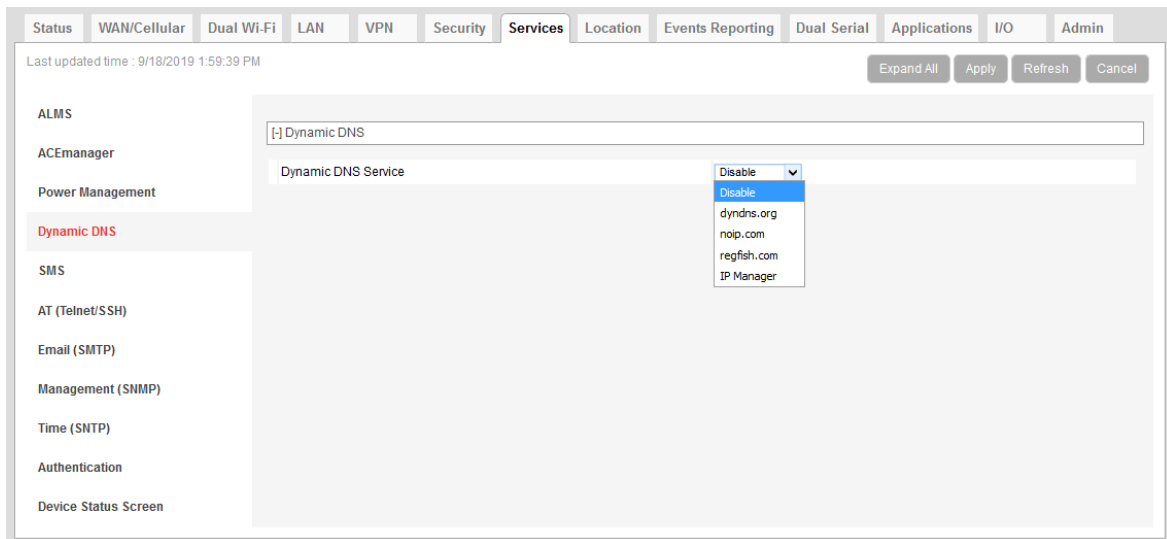 Status WAN/Cellular Dual Wi-Fi LAN VPN Security Services Location Events Reporting Dual Serial Applications I/O Admin
Last updated time : 9/18/2019 1:59:39 PM
Expand All Apply Refresh Cancel
ALMS
ACEmanager
Power Management
Dynamic DNS
SMS
AT (Telnet/SSH)
Email (SMTP)
Management (SNMP)
Time (SNTP)
Authentication
Device Status Screen
[-] Dynamic DNS
Dynamic DNS Service Disable
Disable
dyndns.org
noip.com
regfish.com
IP Manager